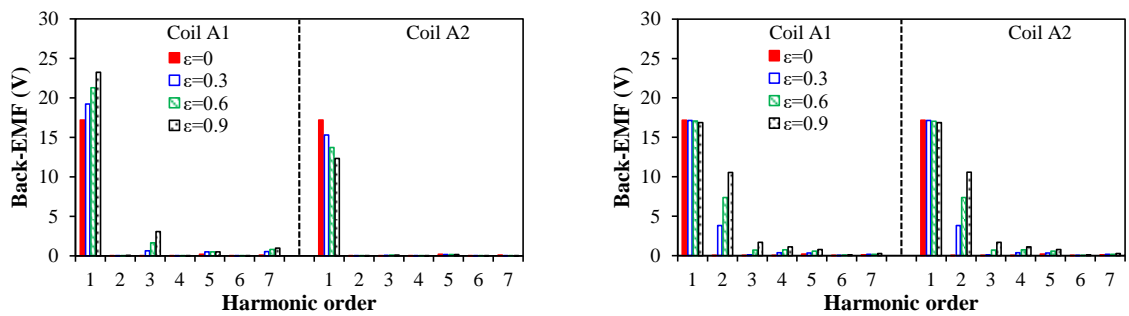 Back-EMF (V)
30
25
20
15
10
5
0
Coil A1
Coil A2
ε=0
ε=0.3
ε=0.6
ε=0.9
1 2 3 4 5 6 7 1 2 3 4 5 6 7
Harmonic order
Back-EMF (V)
30
25
20
15
10
5
0
Coil A1
Coil A2
ε=0
ε=0.3
ε=0.6
ε=0.9
1 2 3 4 5 6 7 1 2 3 4 5 6 7
Harmonic order